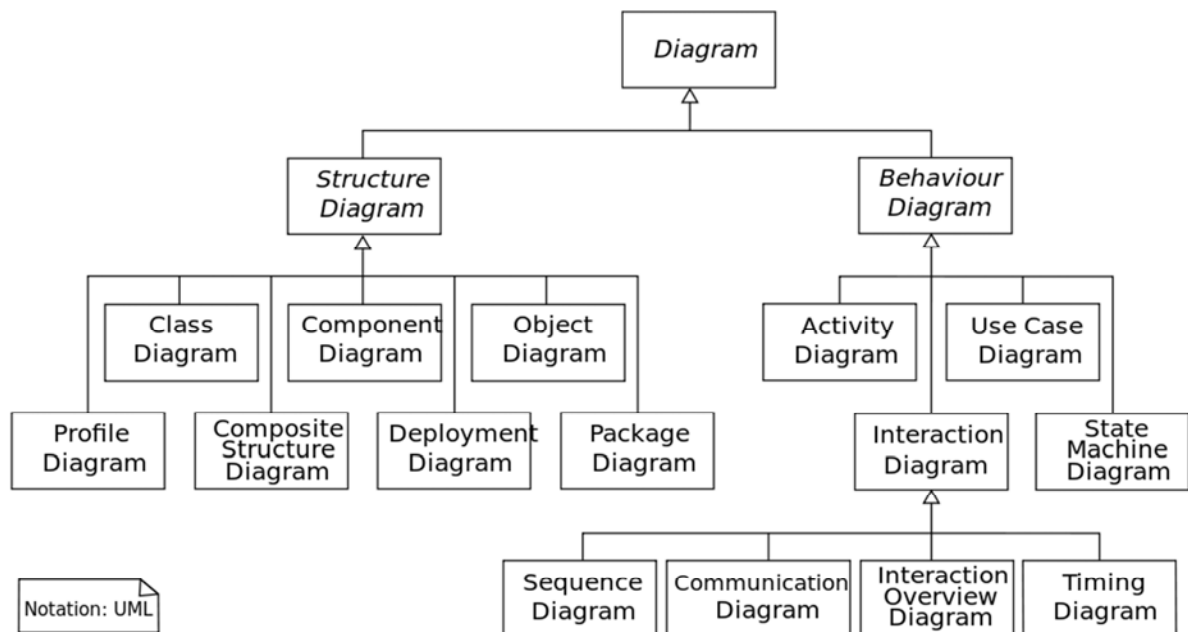 Diagram
Structure
Diagram
Behaviour
Diagram
Class
Diagram
Component
Diagram
Object
Diagram
Activity
Diagram
Use Case
Diagram
Profile
Diagram
Composite
Structure
Diagram
Deployment
Diagram
Package
Diagram
Interaction
Diagram
State
Machine
Diagram
Sequence
Diagram
Communication
Diagram
Interaction
Overview
Diagram
Timing
Diagram
Notation: UML